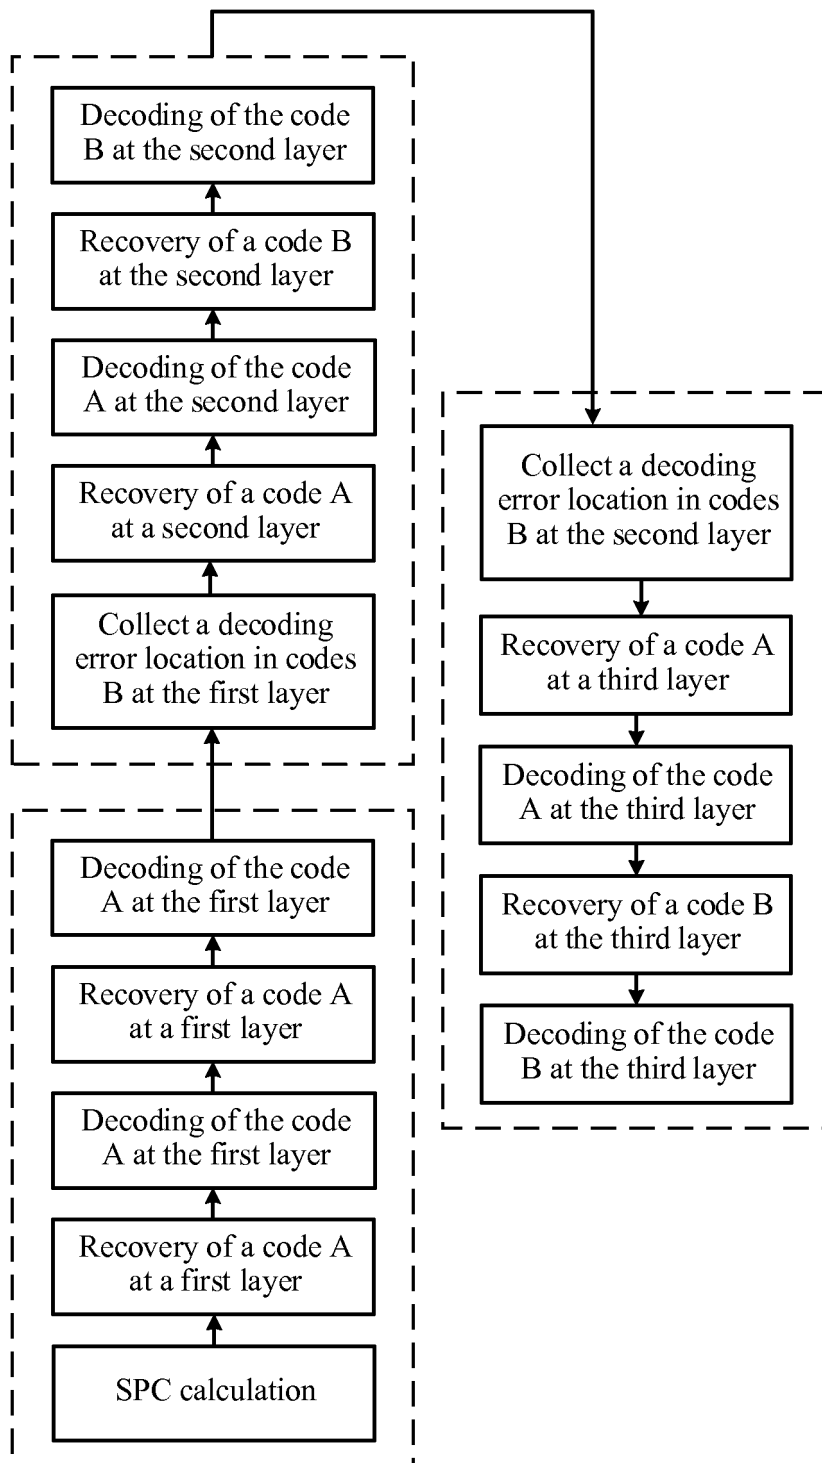 Decoding of the code
B at the second layer
Recovery of a code B
at the second layer
Decoding of the code
A at the second layer
Recovery of a code A
at a second layer
Collect a decoding
error location in codes
B at the first layer
Decoding of the code
A at the first layer
Recovery of a code A
at a first layer
Decoding of the code
A at the first layer
Recovery of a code A
at a first layer
SPC calculation
Collect a decoding
error location in codes
B at the second layer
Recovery of a code A
at a third layer
Decoding of the code
A at the third layer
Recovery of a code B
at the third layer
Decoding of the code
B at the third layer